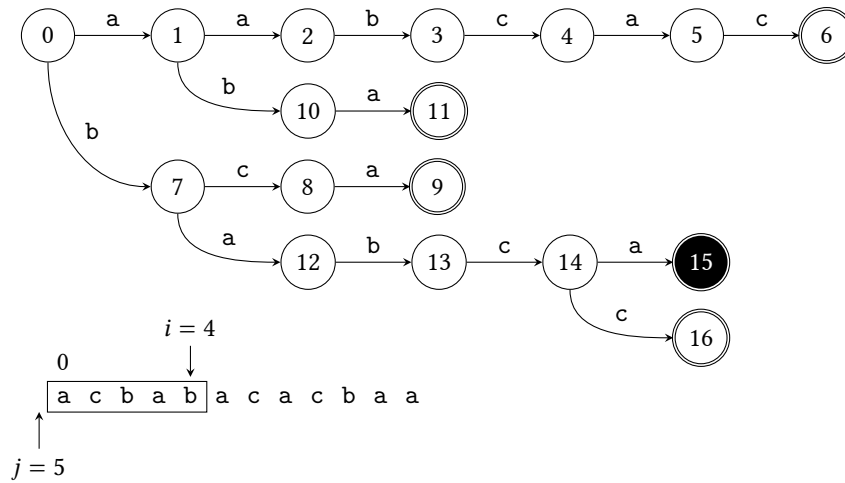 0 a 1 a 2 b 3 c 4 a 5 c 6
b 10 a 11
b
7 c 8 a 9
a 12 b 13 c 14 a 15
c 16
i = 4
0
a c b a b a c a c b a a
j = 5